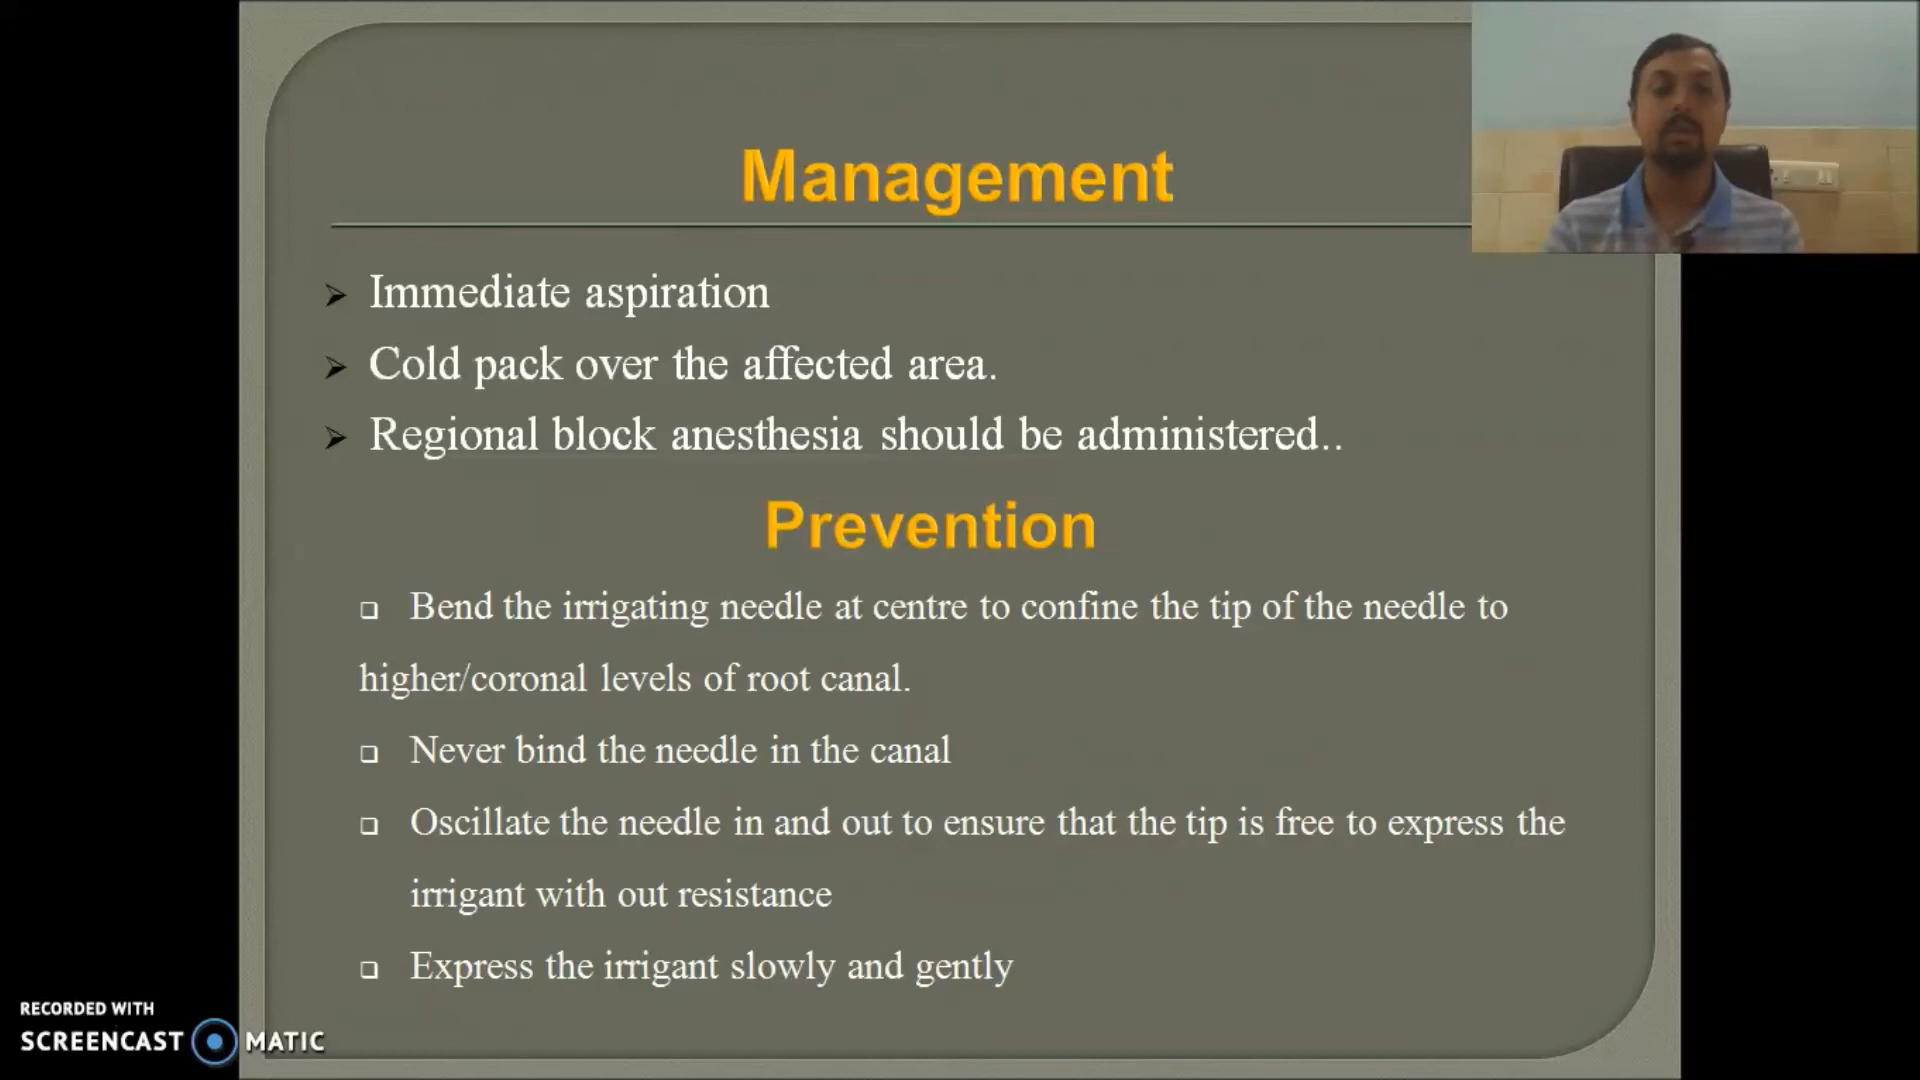 Management
Immediate aspiration
Cold pack over the affected area.
Regional block anesthesia should be administered..
Prevention
Bend the irrigating needle at centre to confine the tip of the needle to
higher/coronal levels of root canal.
Never bind the needle in the canal
Oscillate the needle in and out to ensure that the tip is free to express the
irrigant with out resistance
Express the irrigant slowly and gently
RECORDED WITH
SCREENCAST MATIC